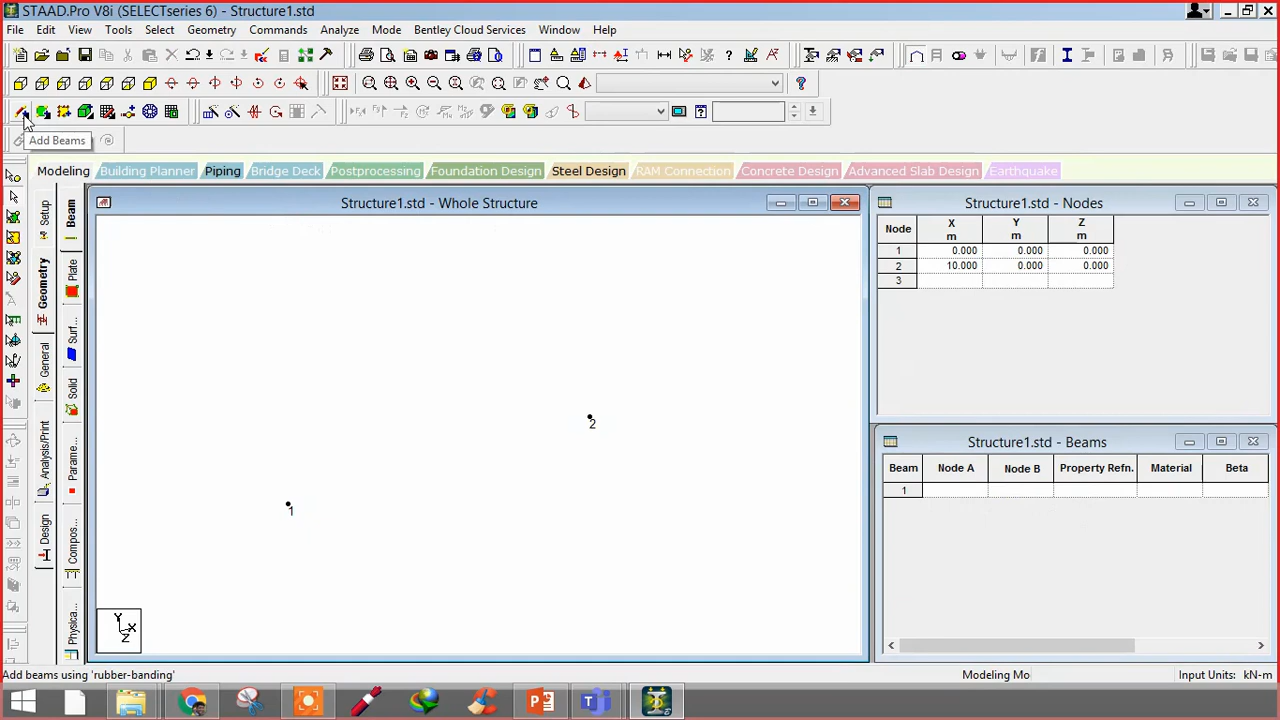 STAAD.Pro V8i (SELECTseries 6) - Structure1.std
File Edit View Tools Select Geometry Commands Analyze Mode Bentley Cloud Services Window Help
Add Beams
Modeling Building Planner Piping Bridge Deck Postprocessing Foundation Design Steel Design RAM Connection Concrete Design Advanced Slab Design Earthquake
Setup
Geometry
General
Analysis/Print
Design
Beam
Plate
Surf...
Solid
Parame...
Compos...
Physica...
Structure1.std - Whole Structure
2
1
Y
X
Z
Structure1.std - Nodes
Node X m Y m Z m
1 0.000 0.000 0.000
2 10.000 0.000 0.000
3
Structure1.std - Beams
Beam Node A Node B Property Refn. Material Beta
1
Add beams using 'rubber-banding'
Modeling Mo
Input Units: kN-m